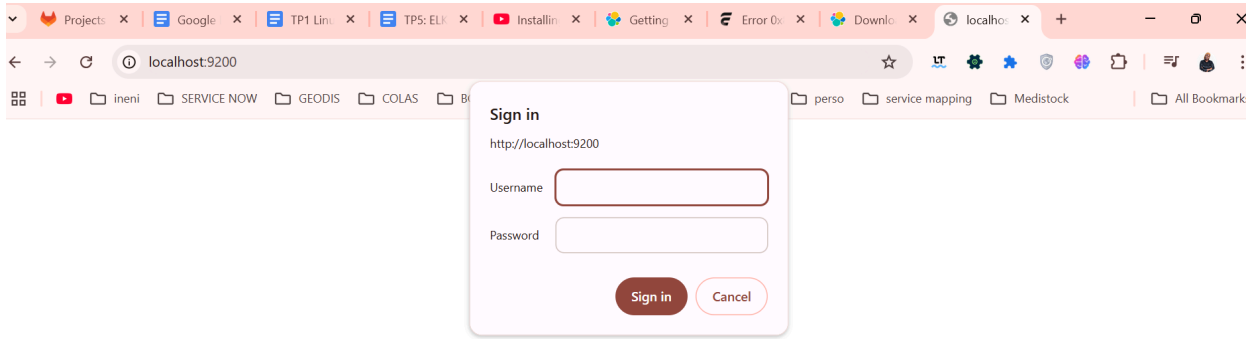 Projects Google TP1 Linu TP5: ELK Installin Getting Error 0x Downlo localhos
localhost:9200 LT
ineni SERVICE NOW GEODIS COLAS perso service mapping Medistock All Bookmark
Sign in
http://localhost:9200
Username
Password
Sign in Cancel